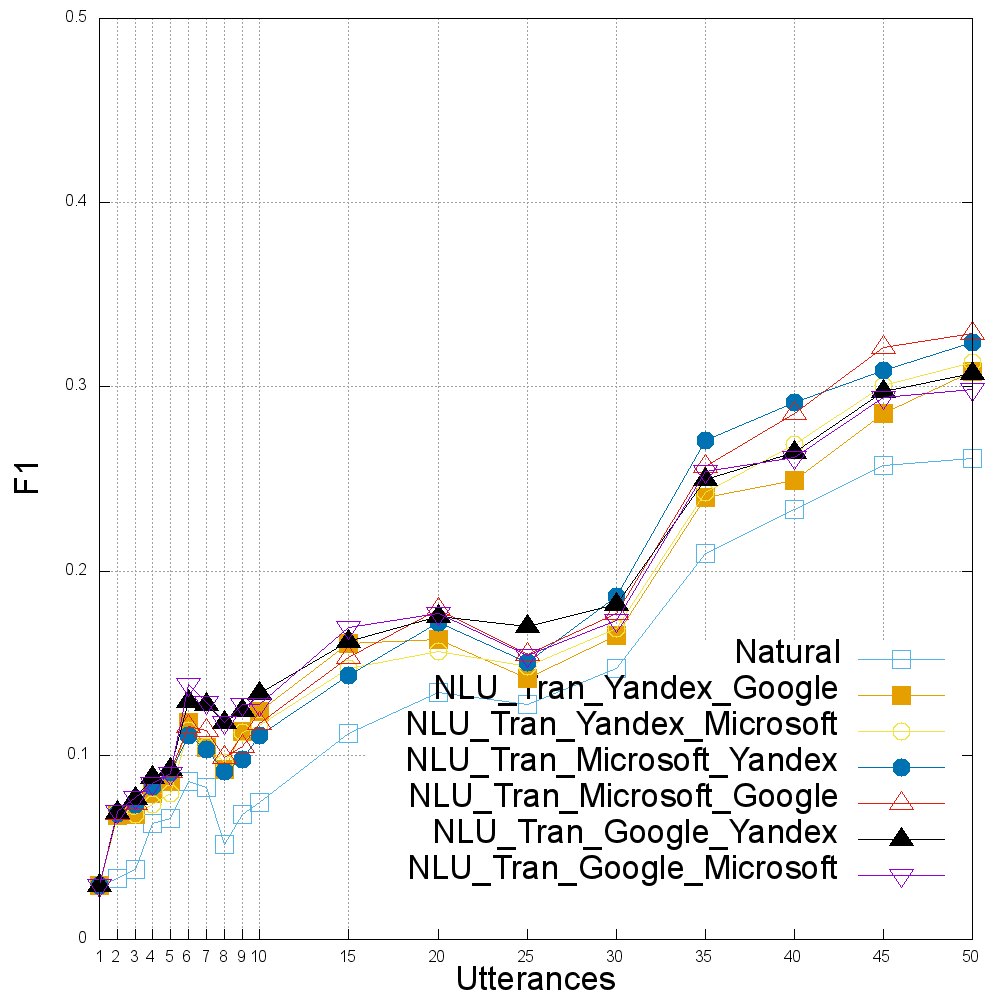 0.5
0.4
0.3
0.2
0.1
0
F1
Natural
NLU_Tran_Yandex_Google
NLU_Tran_Yandex_Microsoft
NLU_Tran_Microsoft_Yandex
NLU_Tran_Microsoft_Google
NLU_Tran_Google_Yandex
NLU_Tran_Google_Microsoft
1 2 3 4 5 6 7 8 9 10 15 20 25 30 35 40 45 50
Utterances